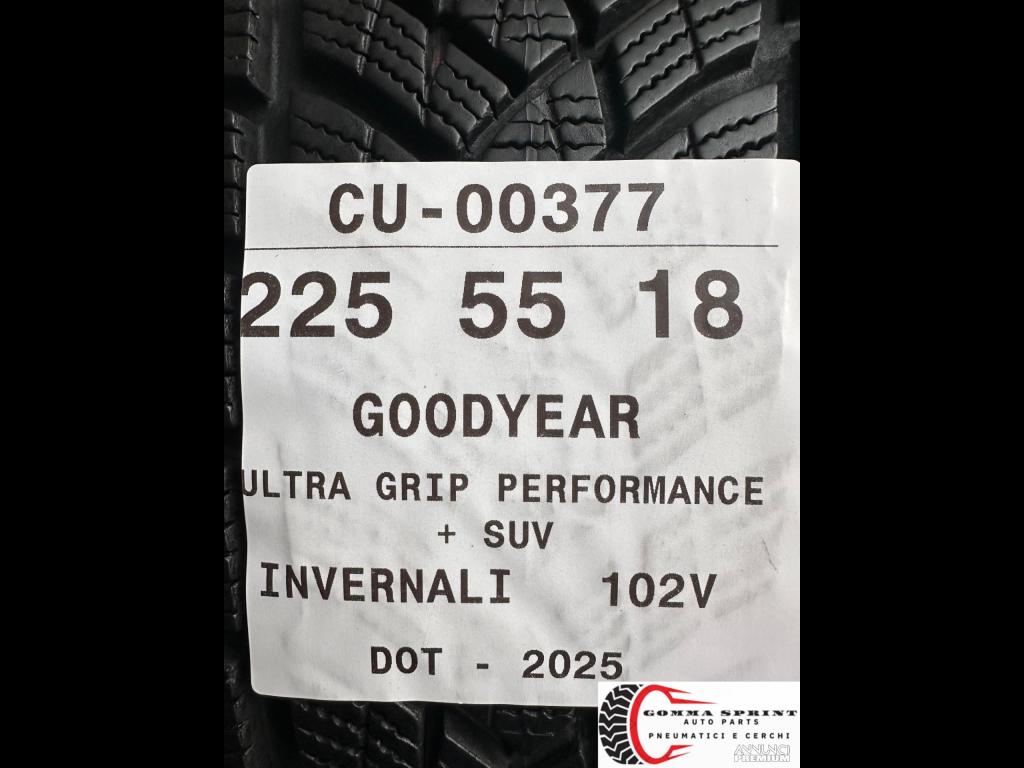 CU-00377
225 55 18
GOODYEAR
ULTRA GRIP PERFORMANCE
+ SUV
INVERNALI 102V
DOT - 2025
GOMMA SPRINT
AUTO PARTS
PNEUMATICI E CERCHI
ANNUNCI
PREMIUM